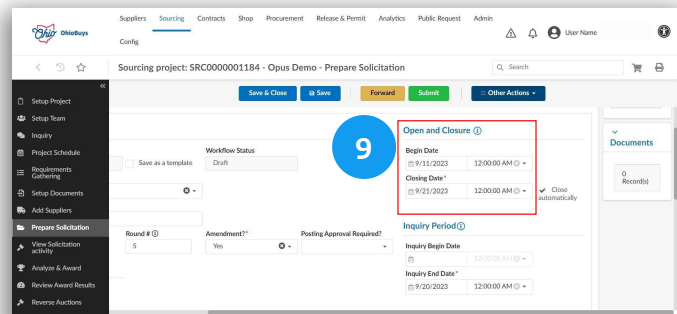 Suppliers Sourcing Contracts Shop Procurement Release & Permit Analytics Public Request Admin
Config
Ohio OhioBuys
User Name
Sourcing project: SRC0000001184 - Opus Demo - Prepare Solicitation
Search
Save & Close Save Forward Submit Other Actions
Setup Project
Setup Team
Inquiry
Project Schedule
Requirements
Gathering
Setup Documents
Add Suppliers
Prepare Solicitation
View Solicitation
activity
Analyze & Award
Review Award Results
Reverse Auctions
Save as a template
Workflow Status
Draft
Round #
5
Amendment?*
Yes
Posting Approval Required?
9
Open and Closure
Begin Date
9/11/2023 12:00:00 AM
Closing Date*
9/21/2023 12:00:00 AM
Close
automatically
Inquiry Period
Inquiry Begin Date
12:00:00 AM
Inquiry End Date*
9/20/2023 12:00:00 AM
Documents
0
Record(s)